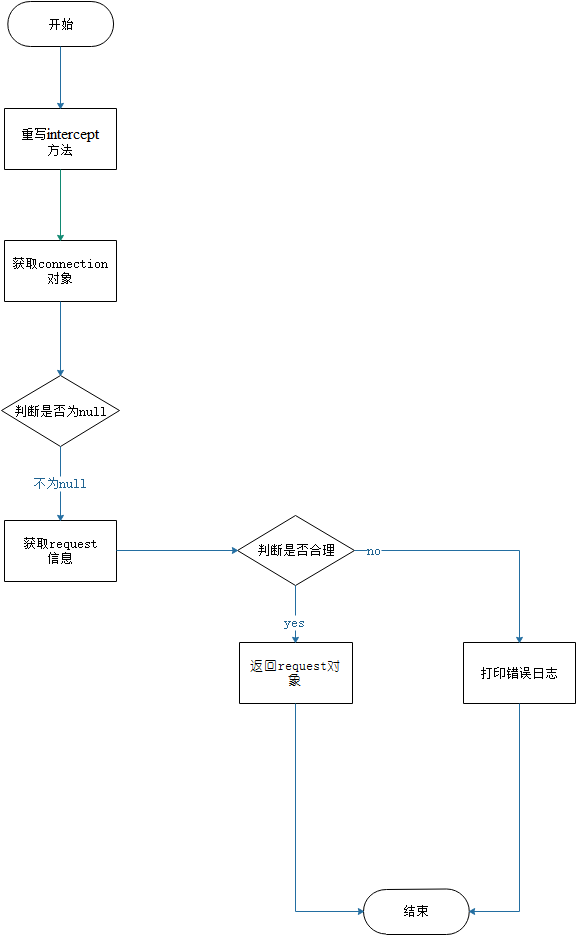 开始
重写intercept
方法
获取connection
对象
判断是否为null
不为null
获取request
信息
判断是否合理
no
yes
返回request对
象
打印错误日志
结束